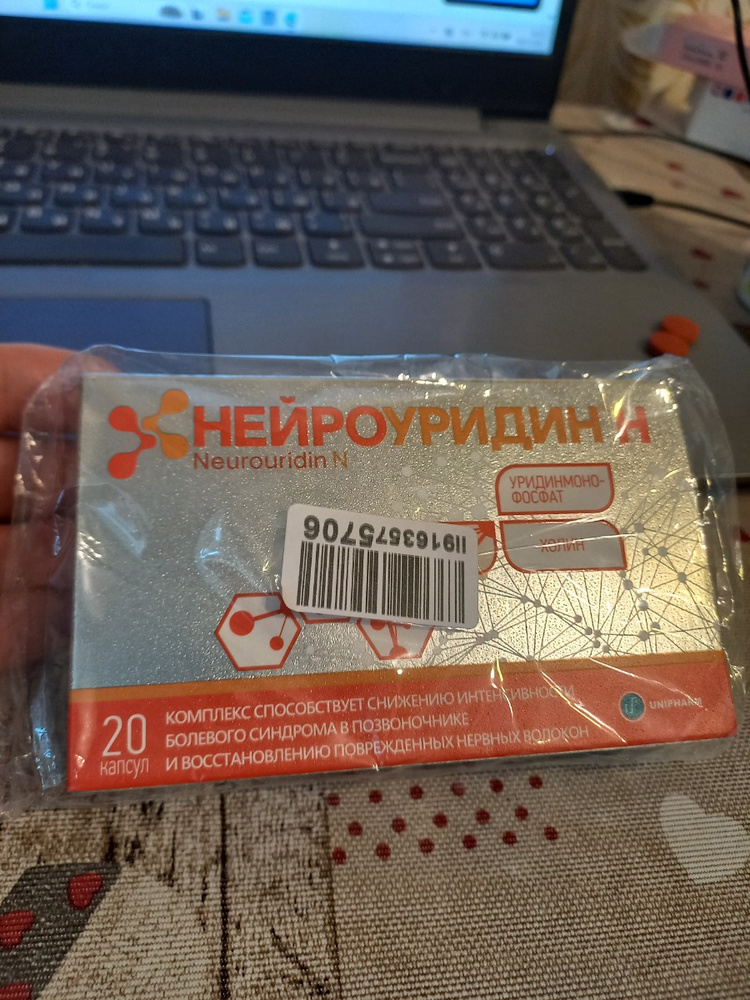 НЕЙРОУРИДИН Н
Neurouridin N
УРИДИНМОНО-
ФОСФАТ
ХОЛИН
II9163575706
20
капсул
КОМПЛЕКС СПОСОБСТВУЕТ СНИЖЕНИЮ ИНТЕНСИВНОСТИ
БОЛЕВОГО СИНДРОМА В ПОЗВОНОЧНИКЕ
И ВОССТАНОВЛЕНИЮ ПОВРЕЖДЕННЫХ НЕРВНЫХ ВОЛОКОН
UNIPHARM